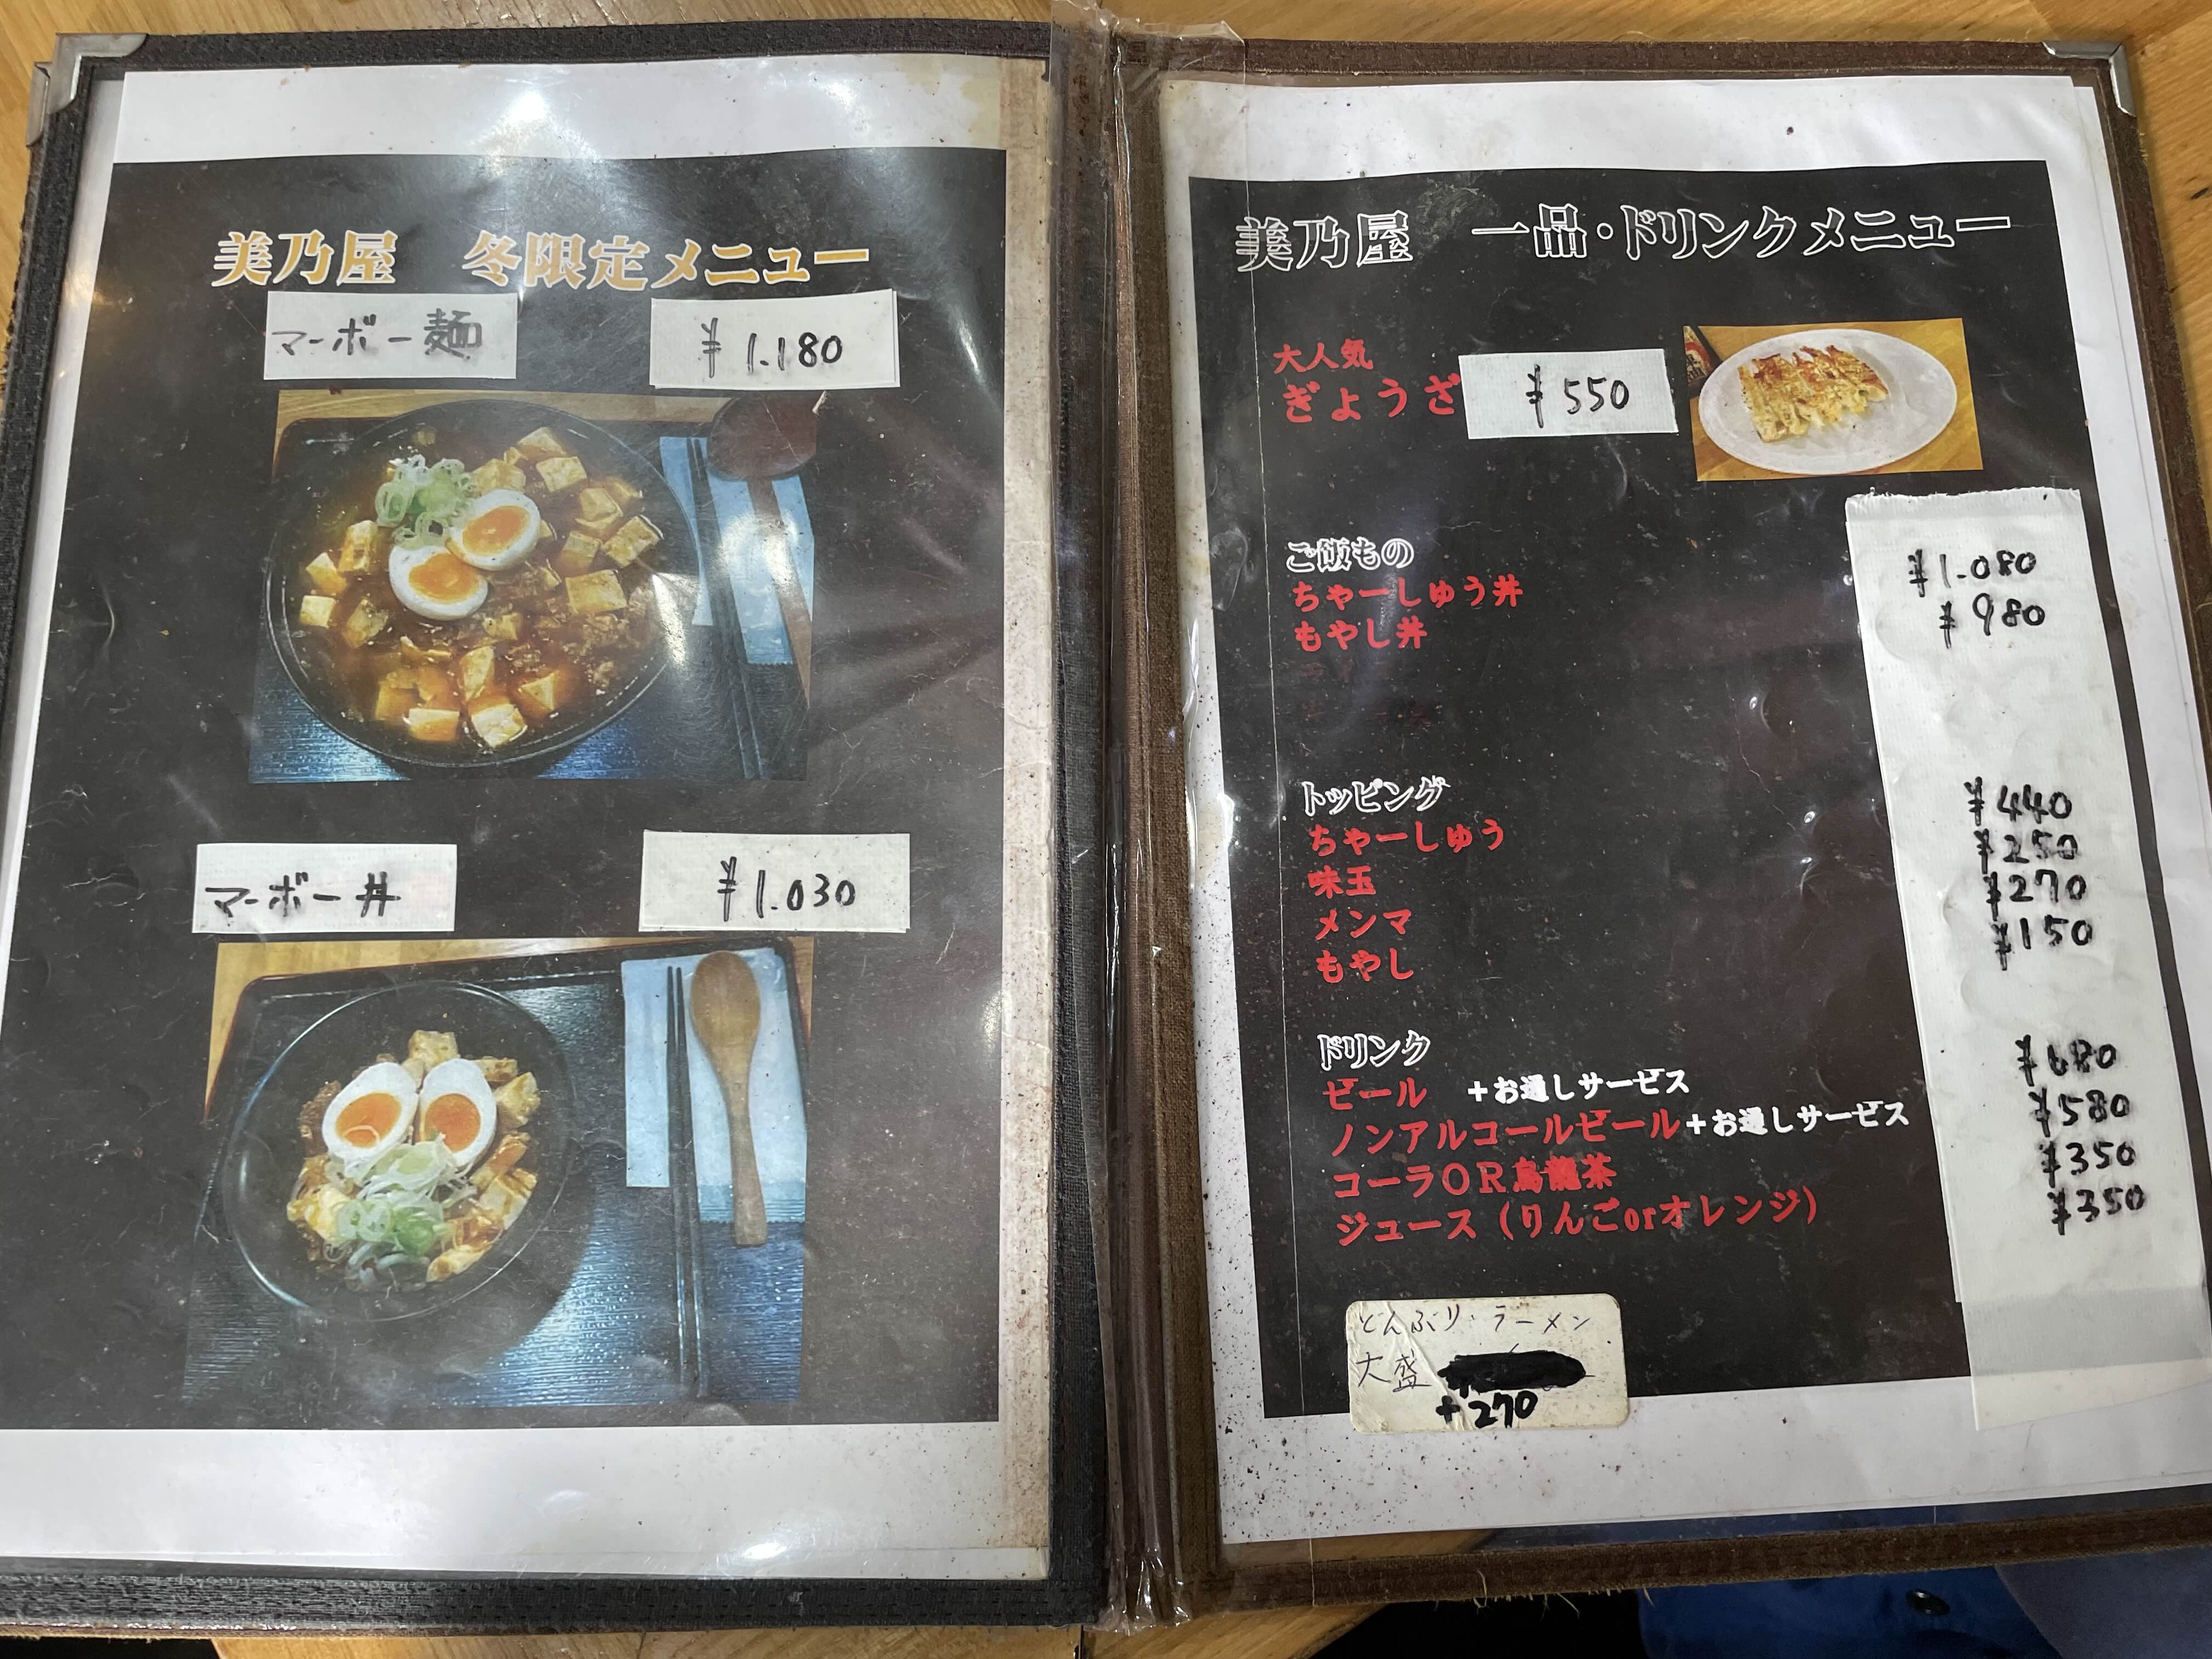 美乃屋 冬限定メニュー
マーボー麺 ¥1.180
マーボー丼 ¥1.030
美乃屋 一品・ドリンクメニュー
大人気
ぎょうざ ¥550
ご飯もの
ちゃーしゅう丼 ¥1.080
もやし丼 ¥980
トッピング
ちゃーしゅう ¥440
味玉 ¥250
メンマ ¥270
もやし ¥150
ドリンク
ビール +お通しサービス ¥680
ノンアルコールビール+お通しサービス ¥580
コーラOR烏龍茶 ¥350
ジュース(りんごorオレンジ) ¥350
どんぶり・ラーメン
大盛
+270